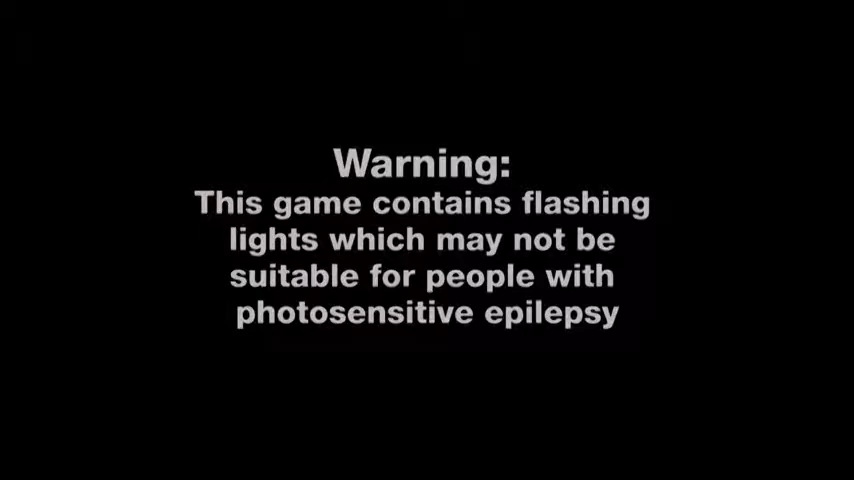 Warning:
This game contains flashing
lights which may not be
suitable for people with
photosensitive epilepsy